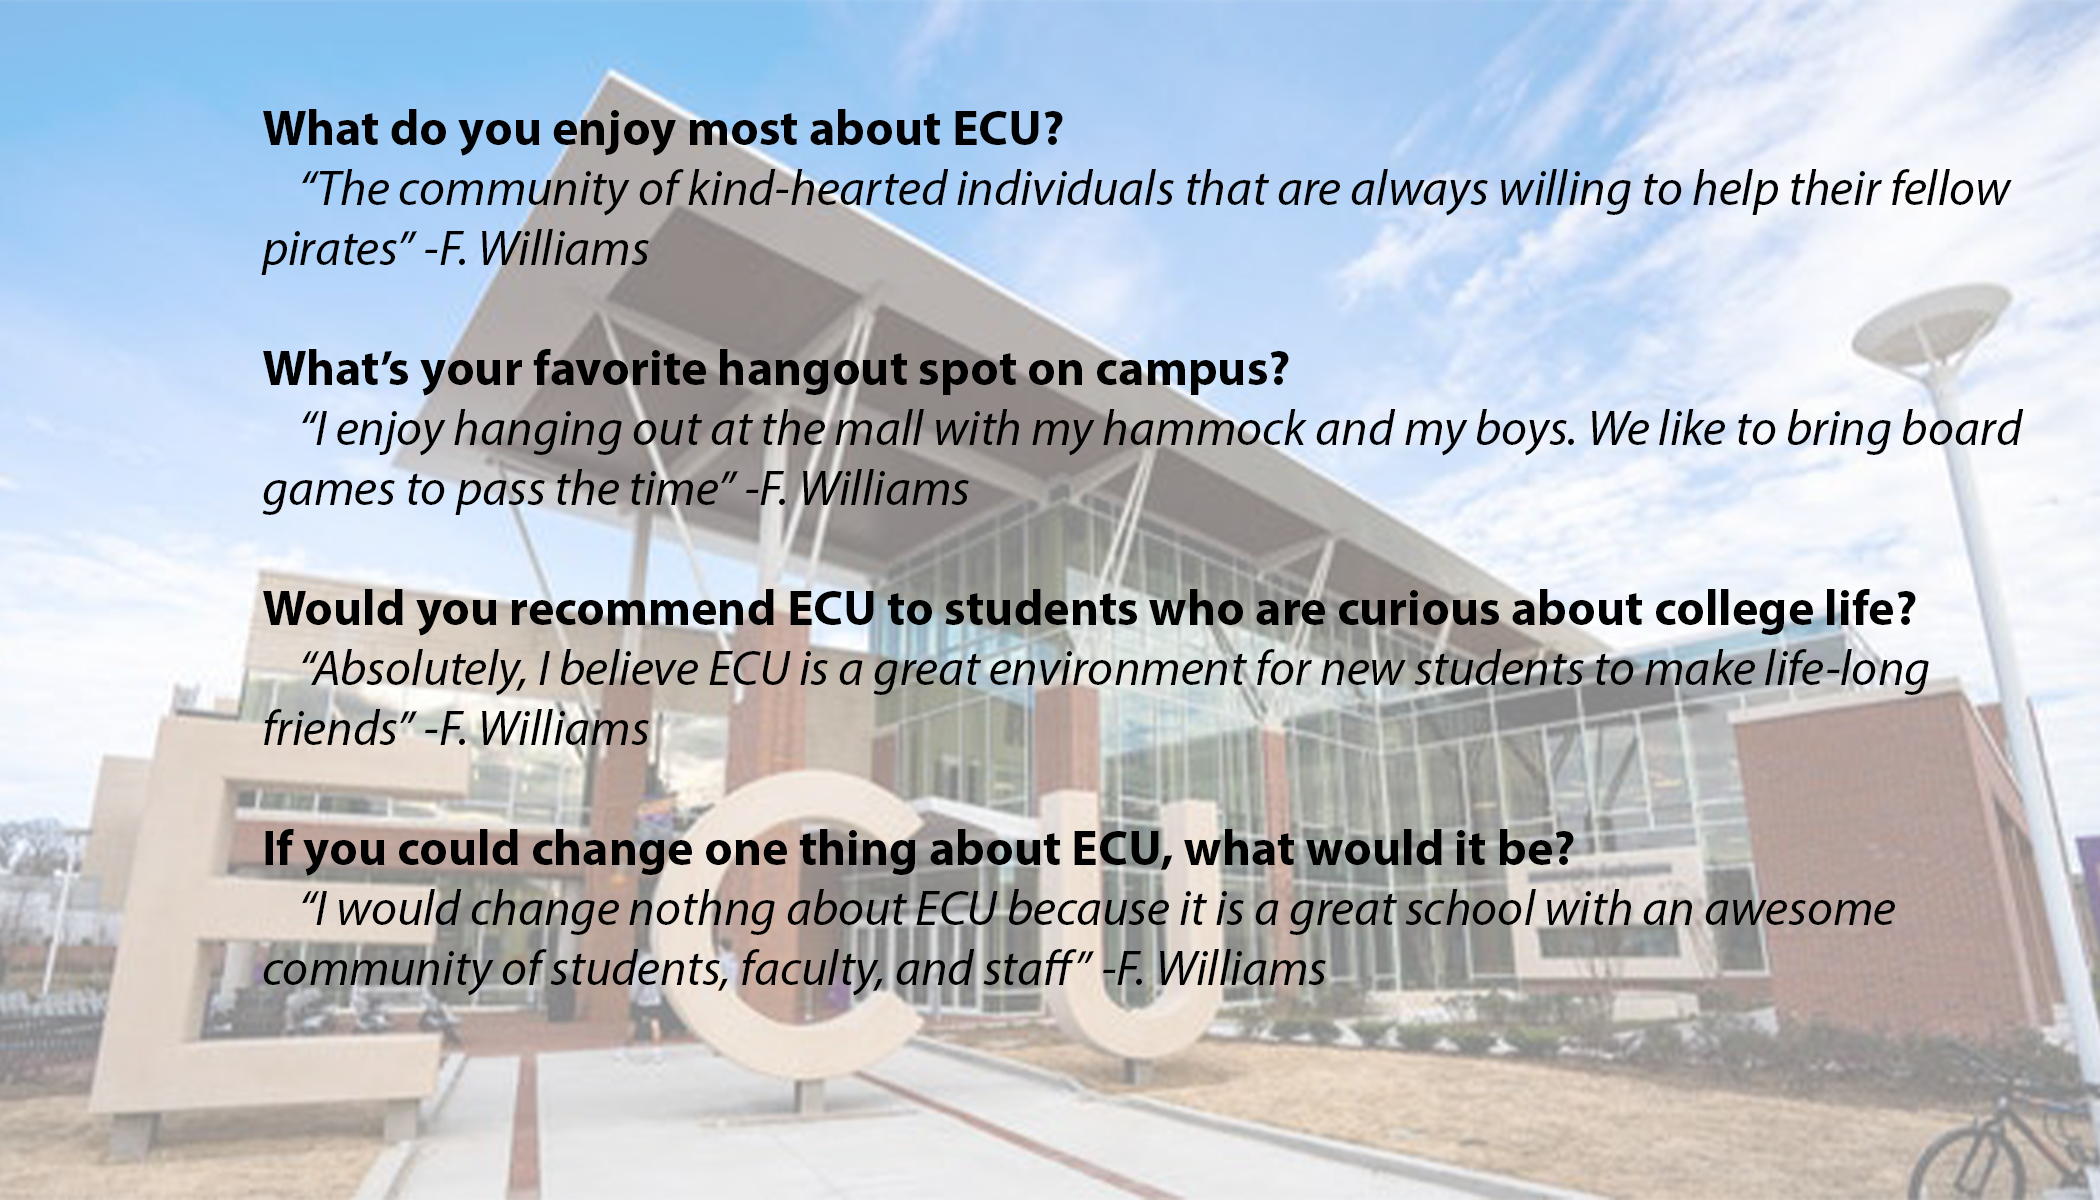 What do you enjoy most about ECU?
“The community of kind-hearted individuals that are always willing to help their fellow
pirates” -F. Williams
What’s your favorite hangout spot on campus?
“I enjoy hanging out at the mall with my hammock and my boys. We like to bring board
games to pass the time” -F. Williams
Would you recommend ECU to students who are curious about college life?
“Absolutely, I believe ECU is a great environment for new students to make life-long
friends” -F. Williams
If you could change one thing about ECU, what would it be?
“I would change nothng about ECU because it is a great school with an awesome
community of students, faculty, and staff” -F. Williams
ECU